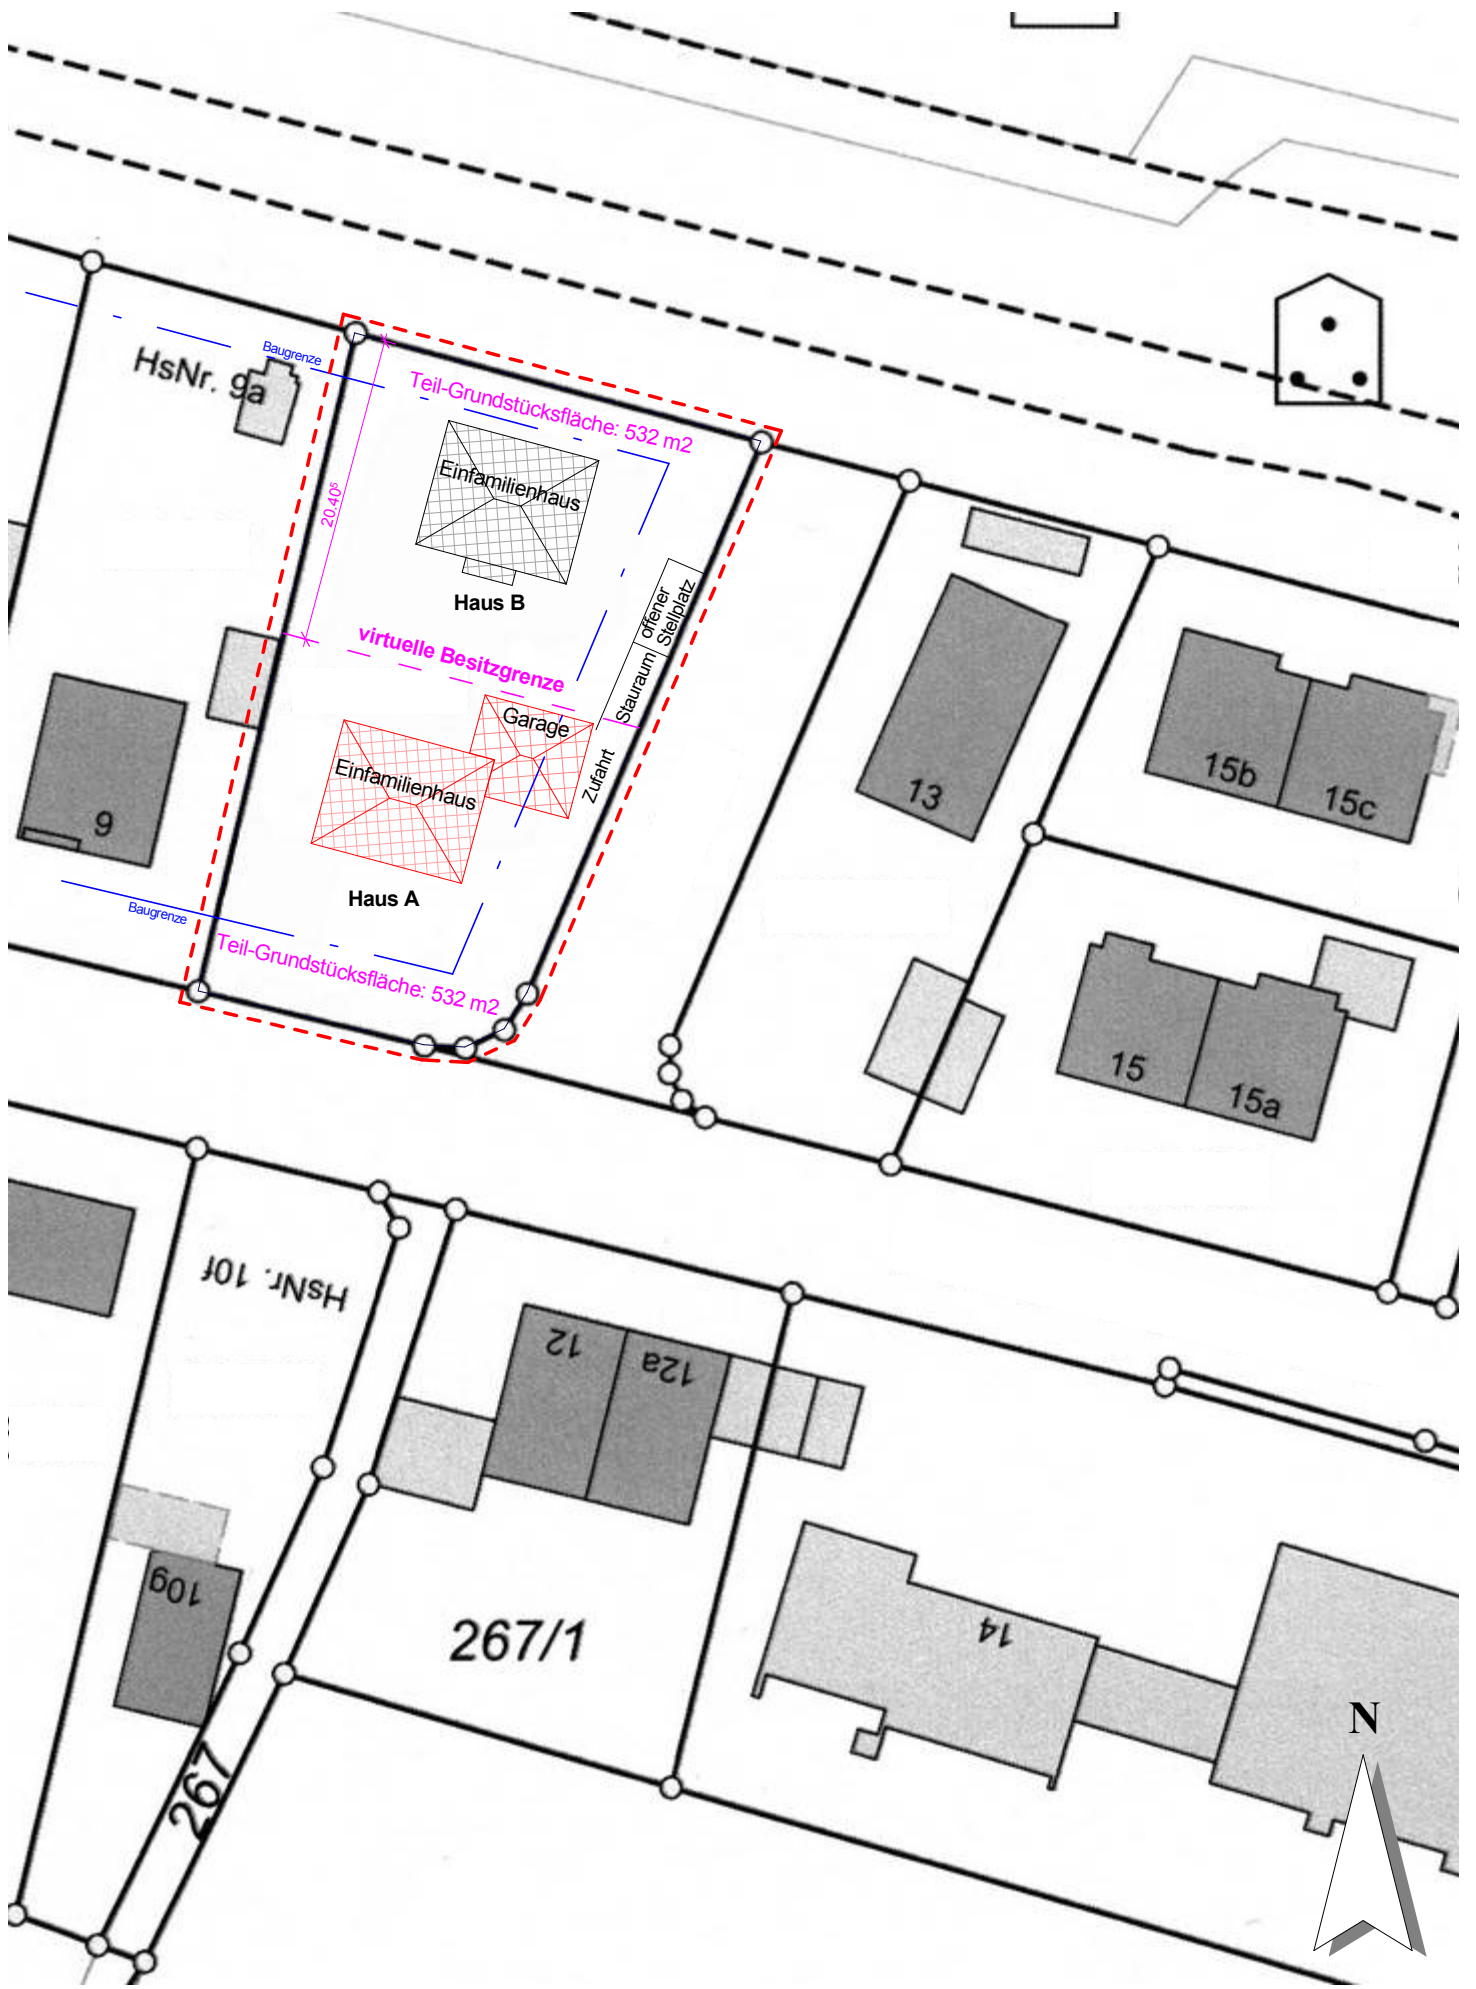 HsNr. 9a
Baugrenze
Teil-Grundstücksfläche: 532 m2
Einfamilienhaus
20.40⁵
Haus B
offener
Stellplatz
virtuelle Besitzgrenze
Stauraum
Garage
Zufahrt
Einfamilienhaus
Haus A
9
Baugrenze
Teil-Grundstücksfläche: 532 m2
13
15b
15c
15
15a
HsNr. 10f
12
12a
10g
267/1
14
267
N